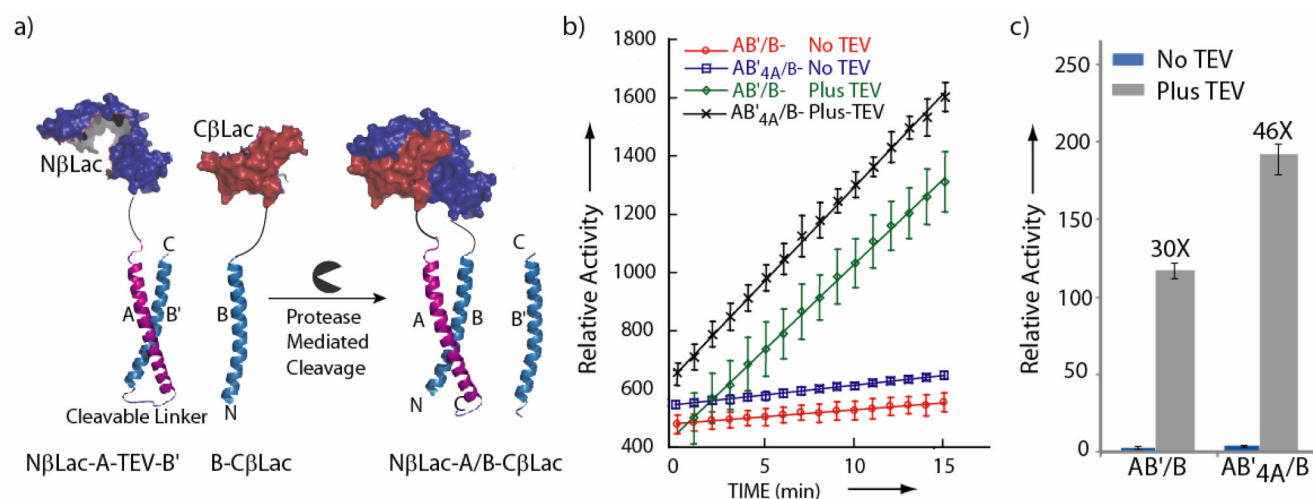 a)
NβLac
CβLac
C
A
B'
B
N
Cleavable Linker
Protease
Mediated
Cleavage
A
B
C
B'
N
C
NβLac-A-TEV-B'
B-CβLac
NβLac-A/B-CβLac
b)
Relative Activity
1800
1600
1400
1200
1000
800
600
400
AB'/B- No TEV
AB'4A/B- No TEV
AB'/B- Plus TEV
AB'4A/B- Plus-TEV
0 5 10 15
TIME (min)
c)
Relative Activity
250
200
150
100
50
0
No TEV
Plus TEV
30X
46X
AB'/B
AB'4A/B